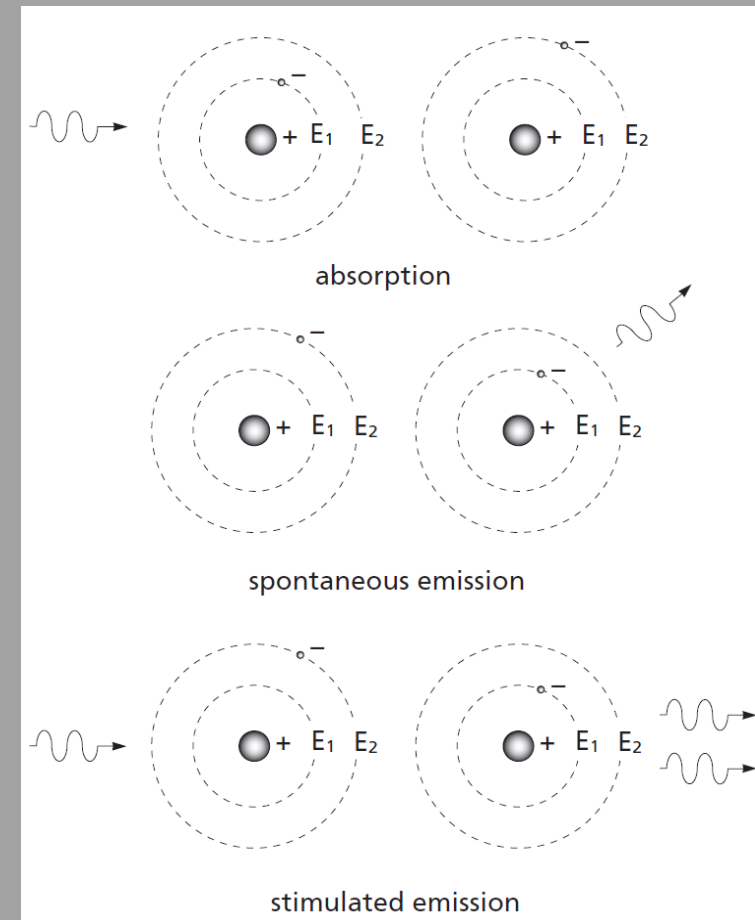 −
−
+ E₁ E₂
+ E₁ E₂
absorption
−
−
+ E₁ E₂
+ E₁ E₂
spontaneous emission
−
−
+ E₁ E₂
+ E₁ E₂
stimulated emission